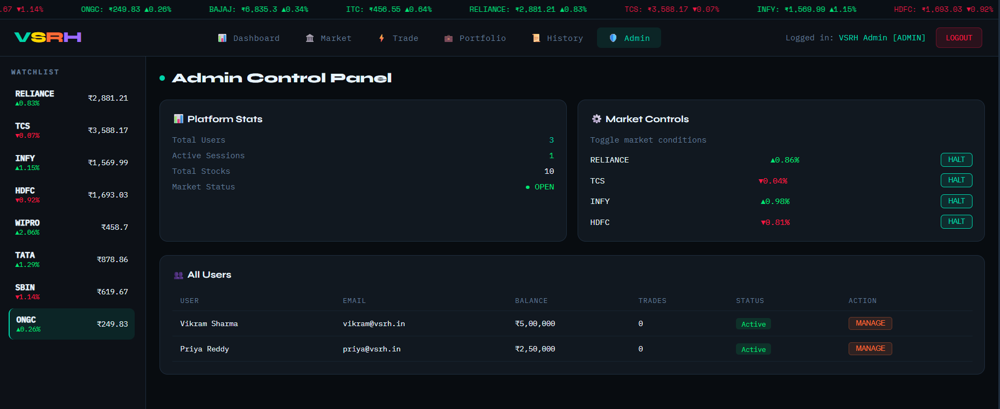 .67 ▼1.14% ONGC: ₹249.83 ▲0.26% BAJAJ: ₹6,835.3 ▲0.34% ITC: ₹456.55 ▲0.64% RELIANCE: ₹2,881.21 ▲0.83% TCS: ₹3,588.17 ▼0.07% INFY: ₹1,569.99 ▲1.15% HDFC: ₹1,693.03 ▼0.92%
VSRH
Dashboard Market Trade Portfolio History Admin
Logged in: VSRH Admin [ADMIN] LOGOUT
WATCHLIST
RELIANCE ₹2,881.21
▲0.83%
TCS ₹3,588.17
▼0.07%
INFY ₹1,569.99
▲1.15%
HDFC ₹1,693.03
▼0.92%
WIPRO ₹458.7
▲2.06%
TATA ₹878.86
▲1.29%
SBIN ₹619.67
▼1.14%
ONGC ₹249.83
▲0.26%
Admin Control Panel
Platform Stats
Total Users 3
Active Sessions 1
Total Stocks 10
Market Status ● OPEN
Market Controls
Toggle market conditions
RELIANCE ▲0.86% HALT
TCS ▼0.04% HALT
INFY ▲0.98% HALT
HDFC ▼0.81% HALT
All Users
USER EMAIL BALANCE TRADES STATUS ACTION
Vikram Sharma vikram@vsrh.in ₹5,00,000 0 Active MANAGE
Priya Reddy priya@vsrh.in ₹2,50,000 0 Active MANAGE